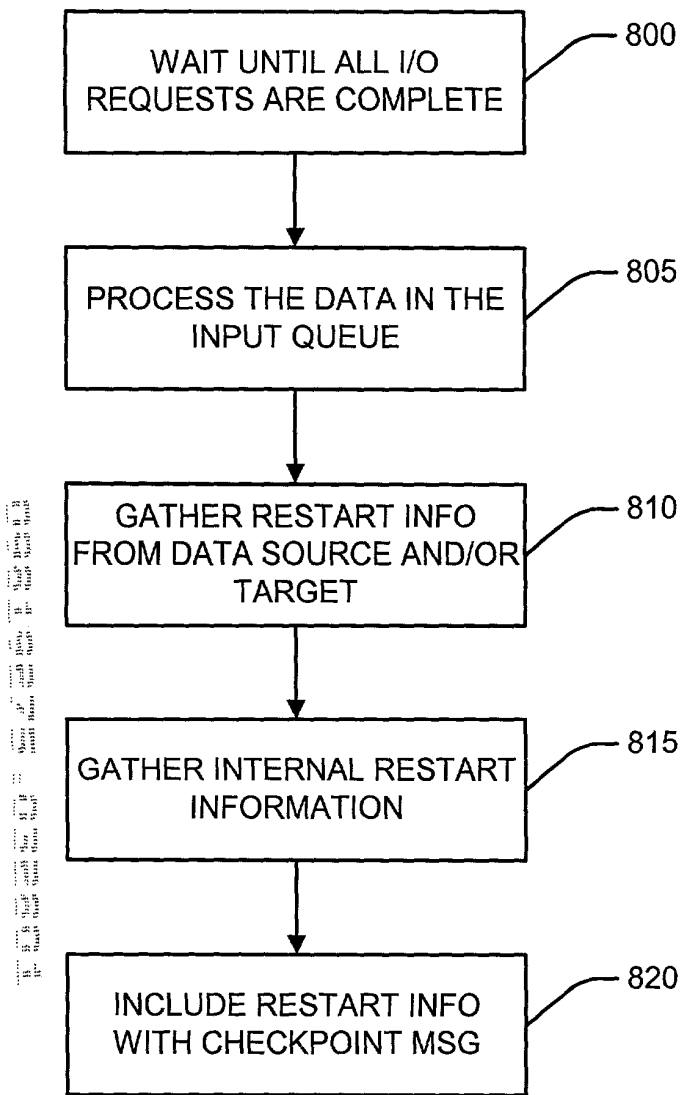 WAIT UNTIL ALL I/O
REQUESTS ARE COMPLETE
800
PROCESS THE DATA IN THE
INPUT QUEUE
805
GATHER RESTART INFO
FROM DATA SOURCE AND/OR
TARGET
810
GATHER INTERNAL RESTART
INFORMATION
815
INCLUDE RESTART INFO
WITH CHECKPOINT MSG
820